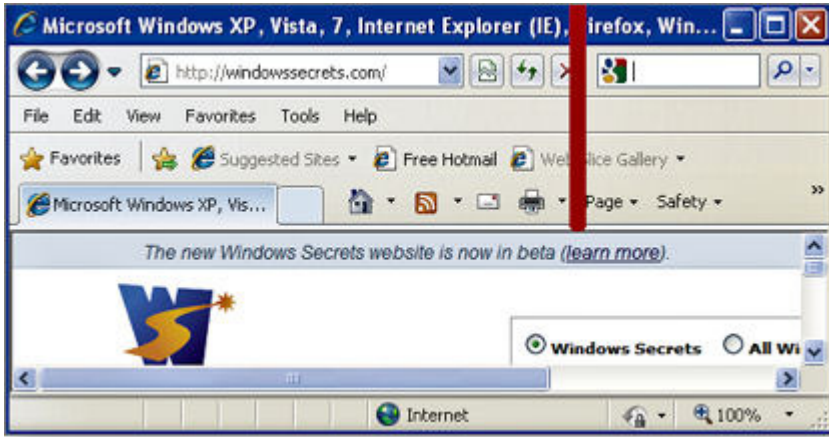 Microsoft Windows XP, Vista, 7, Internet Explorer (IE), irefox, Win...
http://windowssecrets.com/
File Edit View Favorites Tools Help
Favorites Suggested Sites Free Hotmail Web Slice Gallery
Microsoft Windows XP, Vis... Page Safety »
The new Windows Secrets website is now in beta (learn more).
WS
Windows Secrets All Wi
Internet 100%